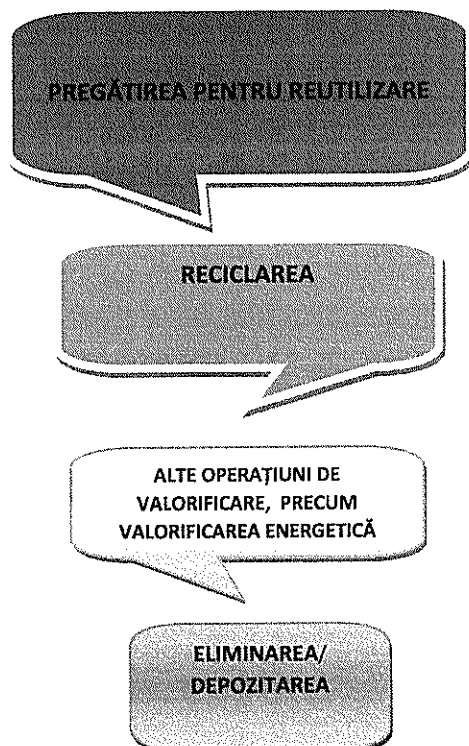 PREGĂTIREA PENTRU REUTILIZARE
RECICLAREA
ALTE OPERAȚIUNI DE
VALORIFICARE, PRECUM
VALORIFICAREA ENERGETICĂ
ELIMINAREA/
DEPOZITAREA